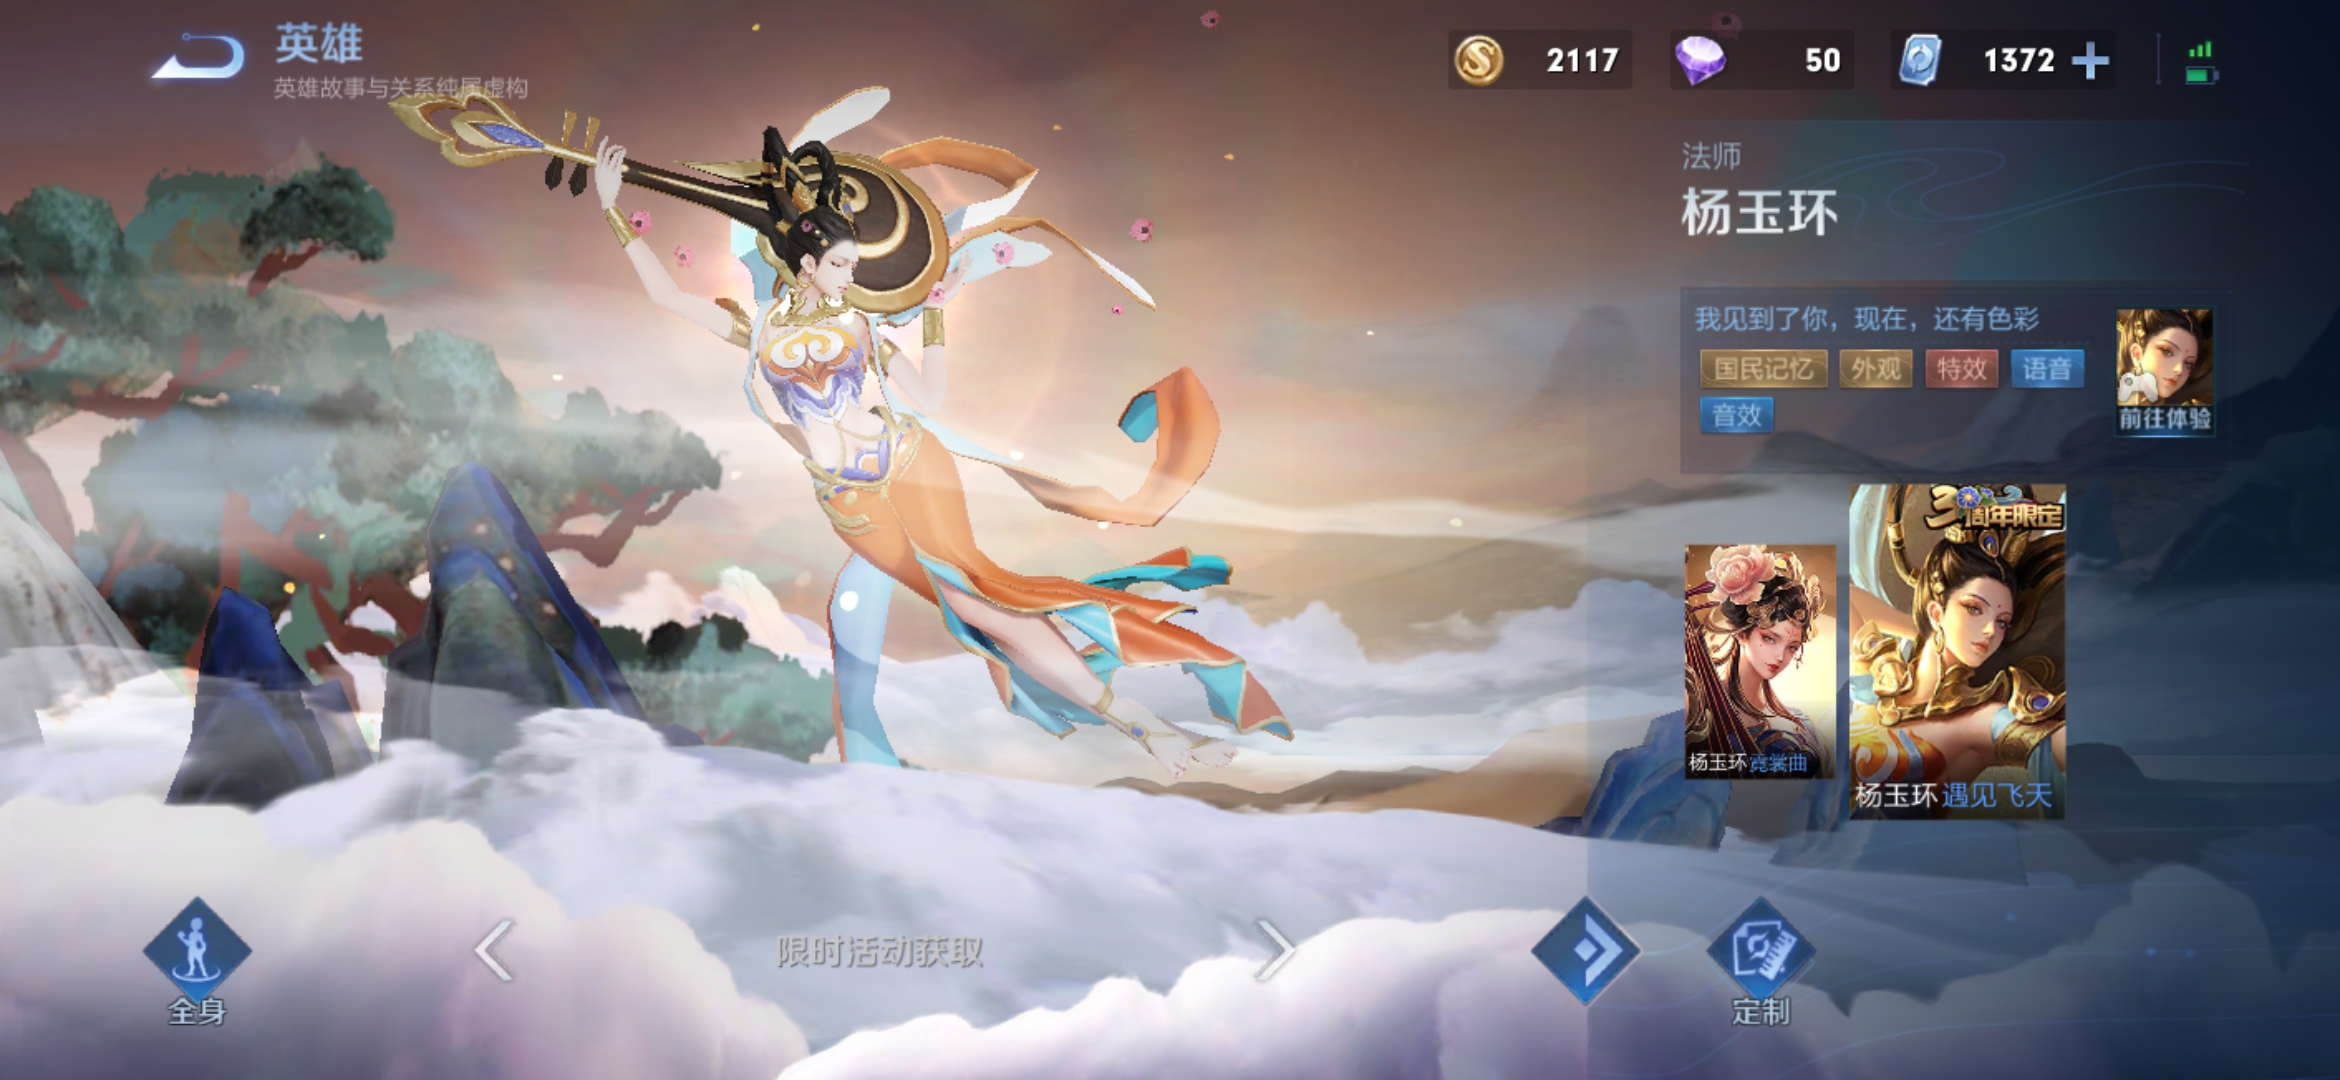 英雄
英雄故事与关系纯属虚构
2117
50
1372
法师
杨玉环
我见到了你，现在，还有色彩
国民记忆 外观 特效 语音
音效
前往体验
3周年限定
杨玉环 霓裳曲
杨玉环 遇见飞天
限时活动获取
全身
定制